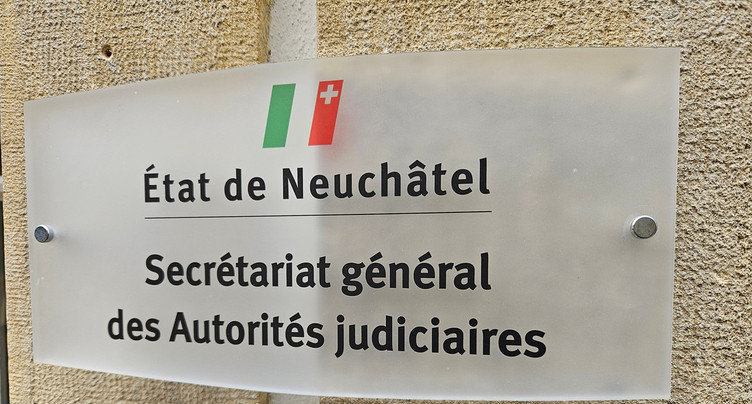 État de Neuchâtel
Secrétariat général
des Autorités judiciaires